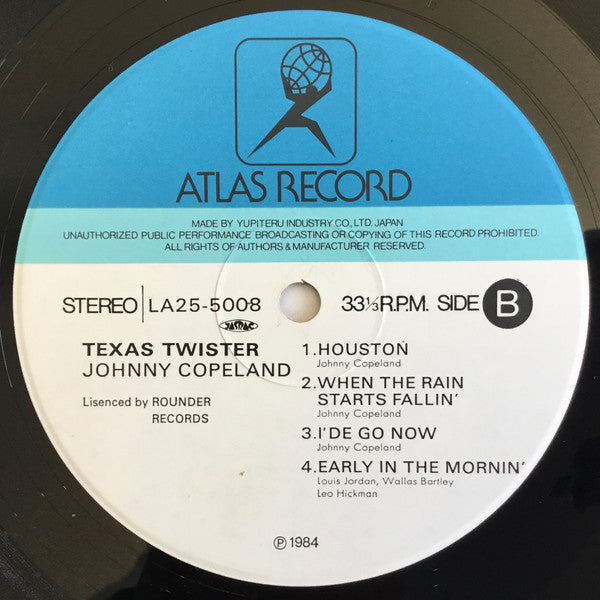 ATLAS RECORD
MADE BY YUPITERU INDUSTRY CO., LTD. JAPAN
UNAUTHORIZED PUBLIC PERFORMANCE BROADCASTING OR COPYING OF THIS RECORD PROHIBITED.
ALL RIGHTS OF AUTHORS & MANUFACTURER RESERVED.
STEREO LA25-5008
JASRAC
33⅓ R.P.M. SIDE B
TEXAS TWISTER
JOHNNY COPELAND
Lisenced by ROUNDER
RECORDS
1. HOUSTON
Johnny Copeland
2. WHEN THE RAIN
STARTS FALLIN'
Johnny Copeland
3. I'DE GO NOW
Johnny Copeland
4. EARLY IN THE MORNIN'
Louis Jordan, Wallas Bartley
Leo Hickman
℗ 1984